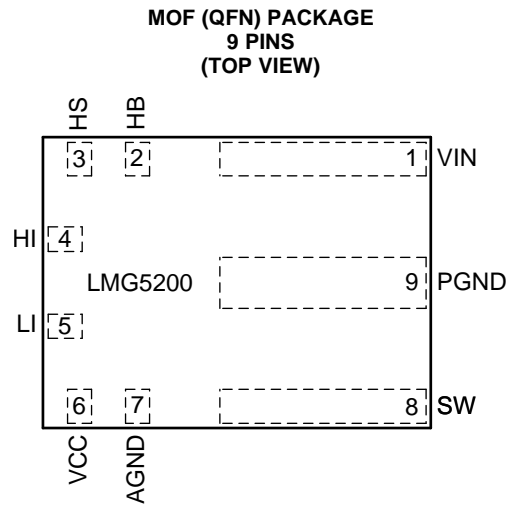 MOF (QFN) PACKAGE
9 PINS
(TOP VIEW)
HS
HB
3
2
1
VIN
HI
4
LMG5200
9
PGND
LI
5
6
7
8
SW
VCC
AGND